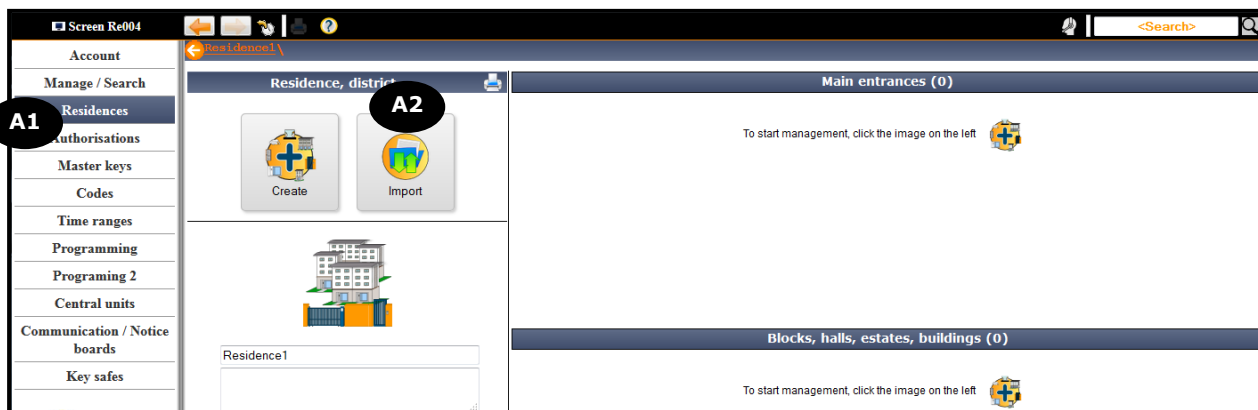 Screen Re004
<Search>
Account
Manage / Search
Residences
Authorisations
Master keys
Codes
Time ranges
Programming
Programing 2
Central units
Communication / Notice
boards
Key safes
A1
Residence1\
Residence, district
A2
Create
Import
Residence1
Main entrances (0)
To start management, click the image on the left
Blocks, halls, estates, buildings (0)
To start management, click the image on the left